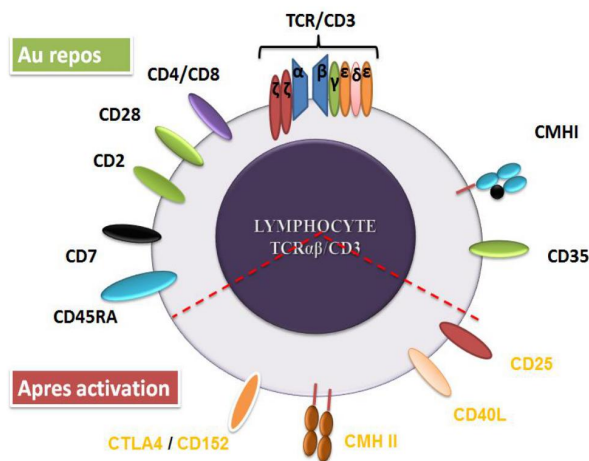 TCR/CD3
Au repos
CD4/CD8
ζ ζ α β γ ε δ ε
CD28
CMHI
CD2
LYMPHOCYTE
TCRαβ/CD3
CD7
CD35
CD45RA
CD25
Apres activation
CD40L
CTLA4 / CD152
CMH II